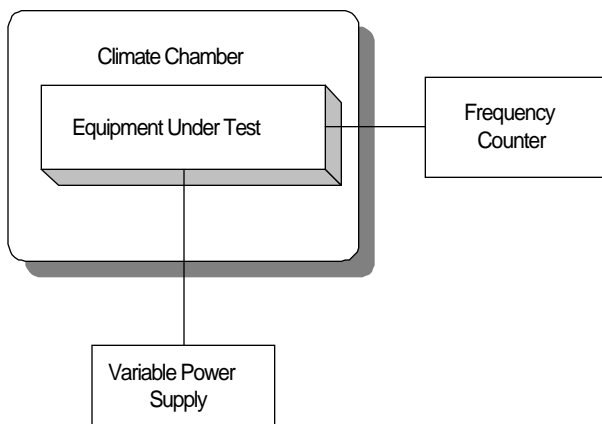 Climate Chamber
Equipment Under Test
Frequency
Counter
Variable Power
Supply